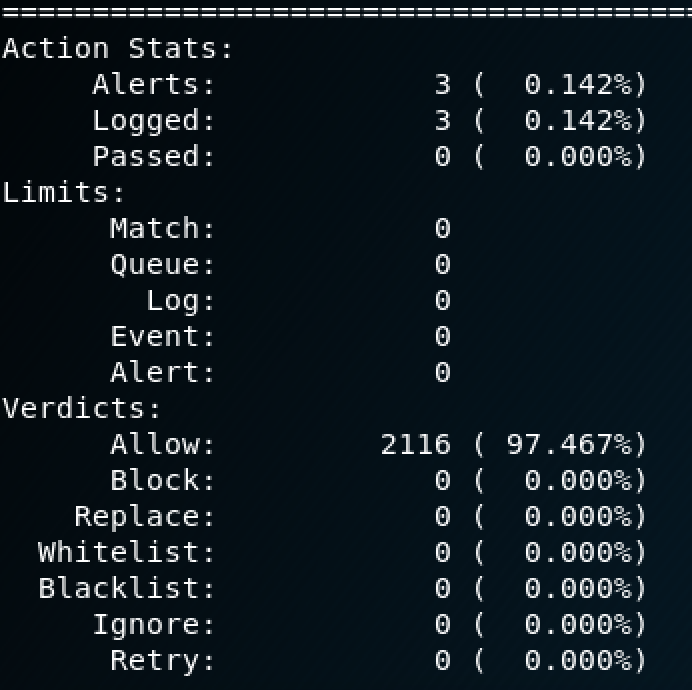 ===============================================
Action Stats:
     Alerts:            3 (  0.142%)
     Logged:            3 (  0.142%)
     Passed:            0 (  0.000%)
Limits:
      Match:            0
      Queue:            0
        Log:            0
      Event:            0
      Alert:            0
Verdicts:
      Allow:         2116 ( 97.467%)
      Block:            0 (  0.000%)
    Replace:            0 (  0.000%)
  Whitelist:            0 (  0.000%)
  Blacklist:            0 (  0.000%)
     Ignore:            0 (  0.000%)
      Retry:            0 (  0.000%)